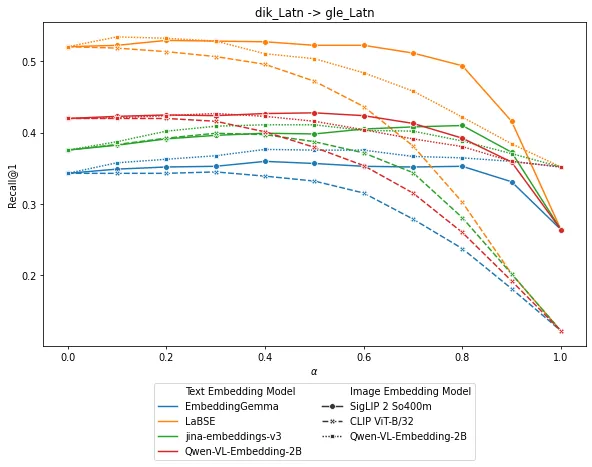 dik_Latn -> gle_Latn
Recall@1
0.5
0.4
0.3
0.2
0.0
0.2
0.4
0.6
0.8
1.0
α
Text Embedding Model
EmbeddingGemma
LaBSE
jina-embeddings-v3
Qwen-VL-Embedding-2B
Image Embedding Model
SigLIP 2 So400m
CLIP ViT-B/32
Qwen-VL-Embedding-2B